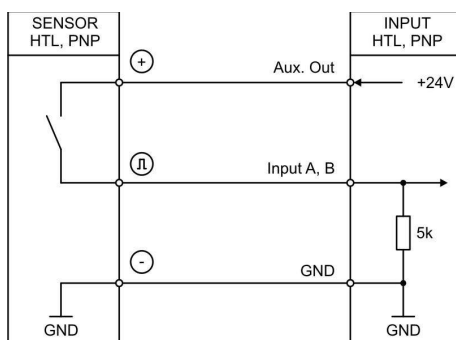 SENSOR
HTL, PNP
INPUT
HTL, PNP
+
Aux. Out
+24V
Input A, B
5k
-
GND
GND
GND